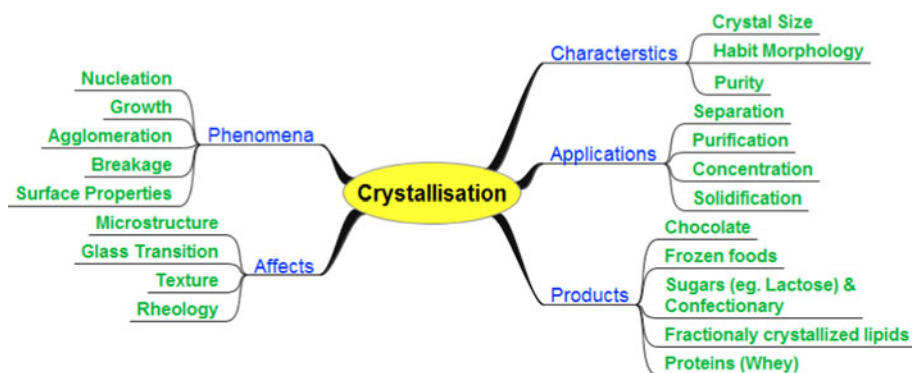 Crystallisation
Phenomena
Nucleation
Growth
Agglomeration
Breakage
Surface Properties
Affects
Microstructure
Glass Transition
Texture
Rheology
Characterstics
Crystal Size
Habit Morphology
Purity
Applications
Separation
Purification
Concentration
Solidification
Products
Chocolate
Frozen foods
Sugars (eg. Lactose) &
Confectionary
Fractionaly crystallized lipids
Proteins (Whey)